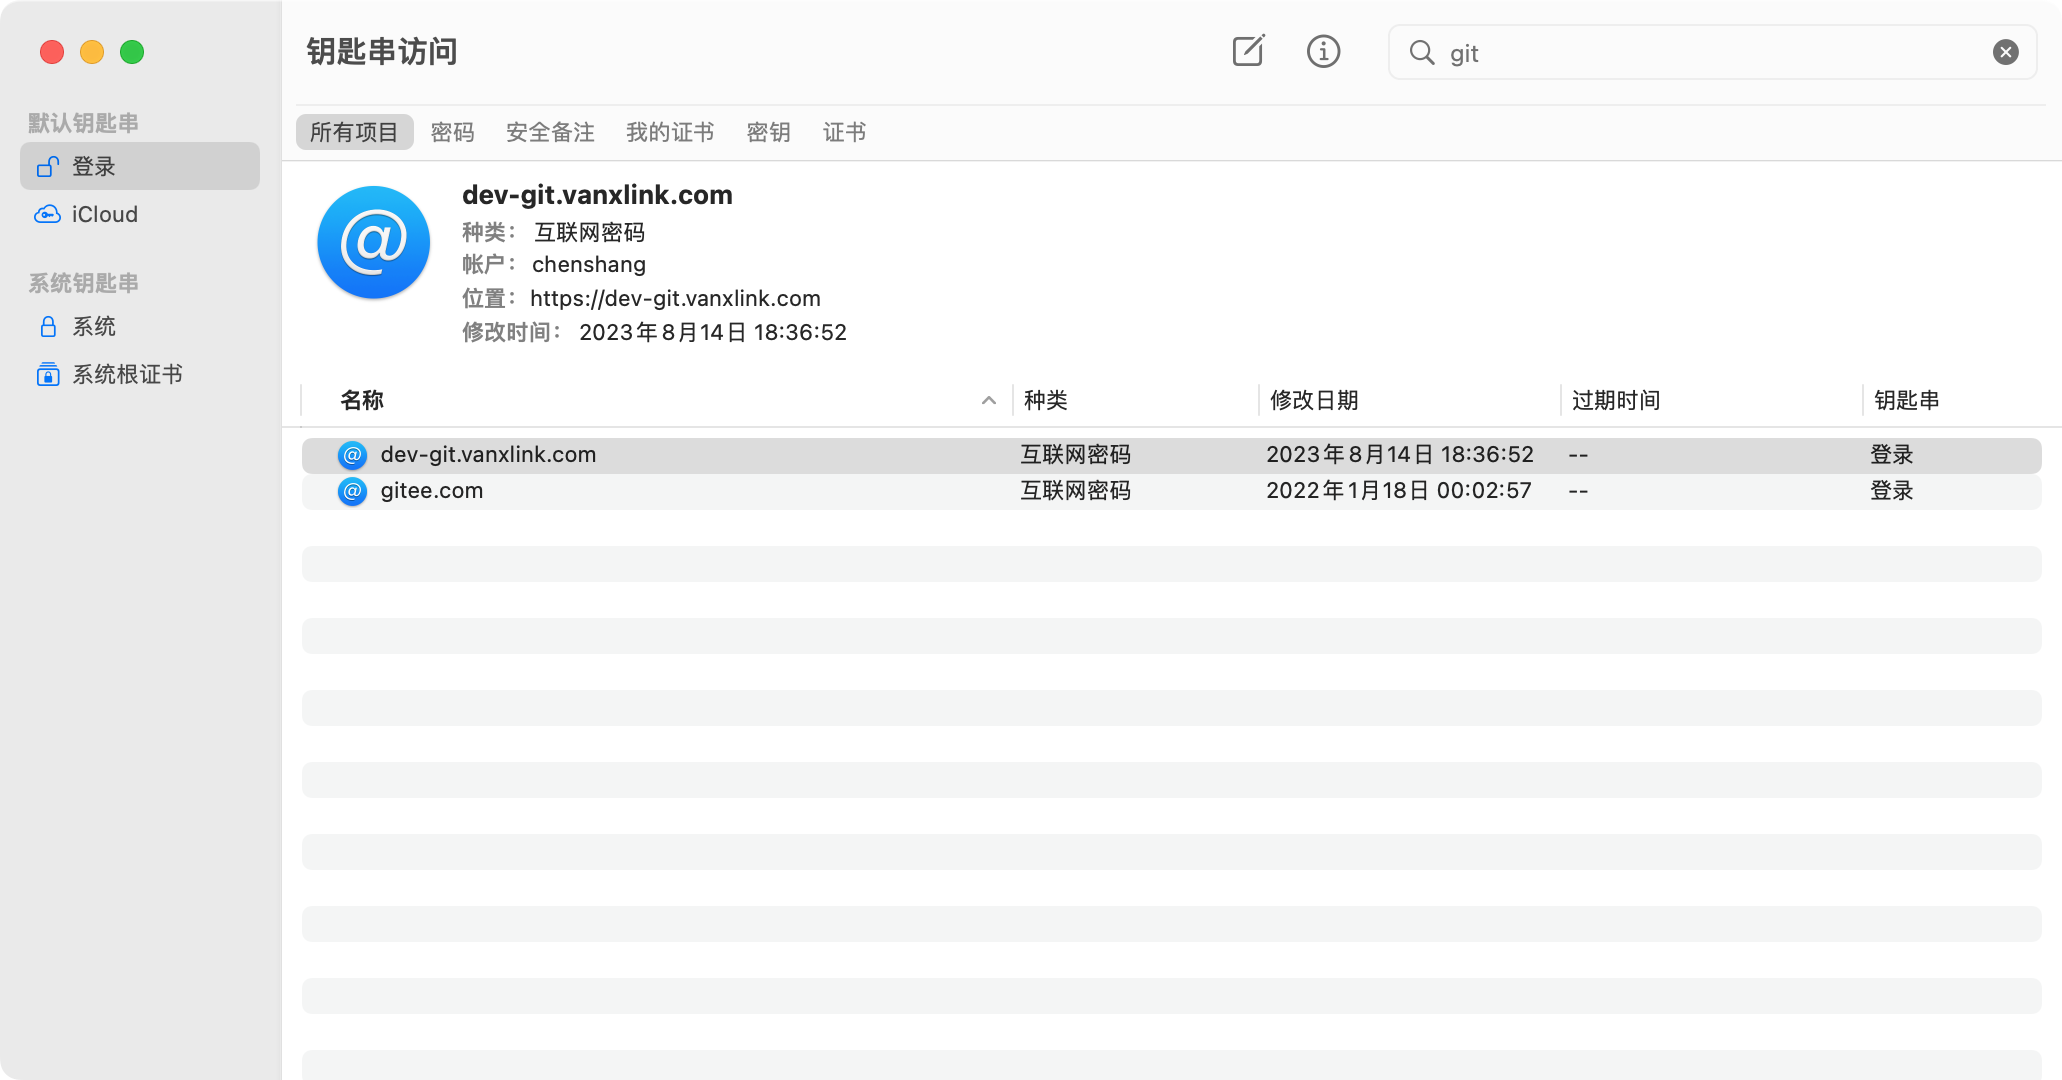 钥匙串访问
git
默认钥匙串
登录
iCloud
系统钥匙串
系统
系统根证书
所有项目 密码 安全备注 我的证书 密钥 证书
@
dev-git.vanxlink.com
种类： 互联网密码
帐户： chenshang
位置： https://dev-git.vanxlink.com
修改时间： 2023年8月14日 18:36:52
名称 种类 修改日期 过期时间 钥匙串
@ dev-git.vanxlink.com 互联网密码 2023年8月14日 18:36:52 -- 登录
@ gitee.com 互联网密码 2022年1月18日 00:02:57 -- 登录